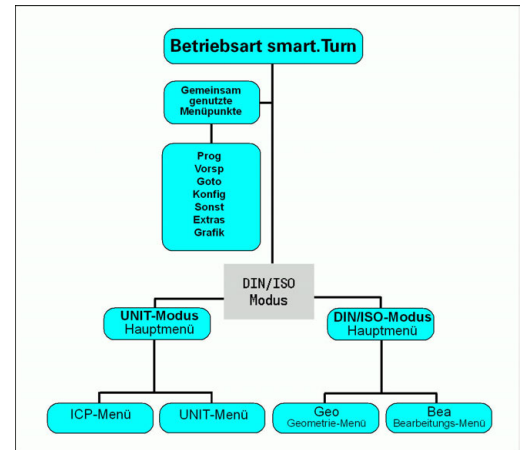 Betriebsart smart.Turn
Gemeinsam
genutzte
Menüpunkte
Prog
Vorsp
Goto
Konfig
Sonst
Extras
Grafik
DIN/ISO
Modus
UNIT-Modus
Hauptmenü
DIN/ISO-Modus
Hauptmenü
ICP-Menü
UNIT-Menü
Geo
Geometrie-Menü
Bea
Bearbeitungs-Menü